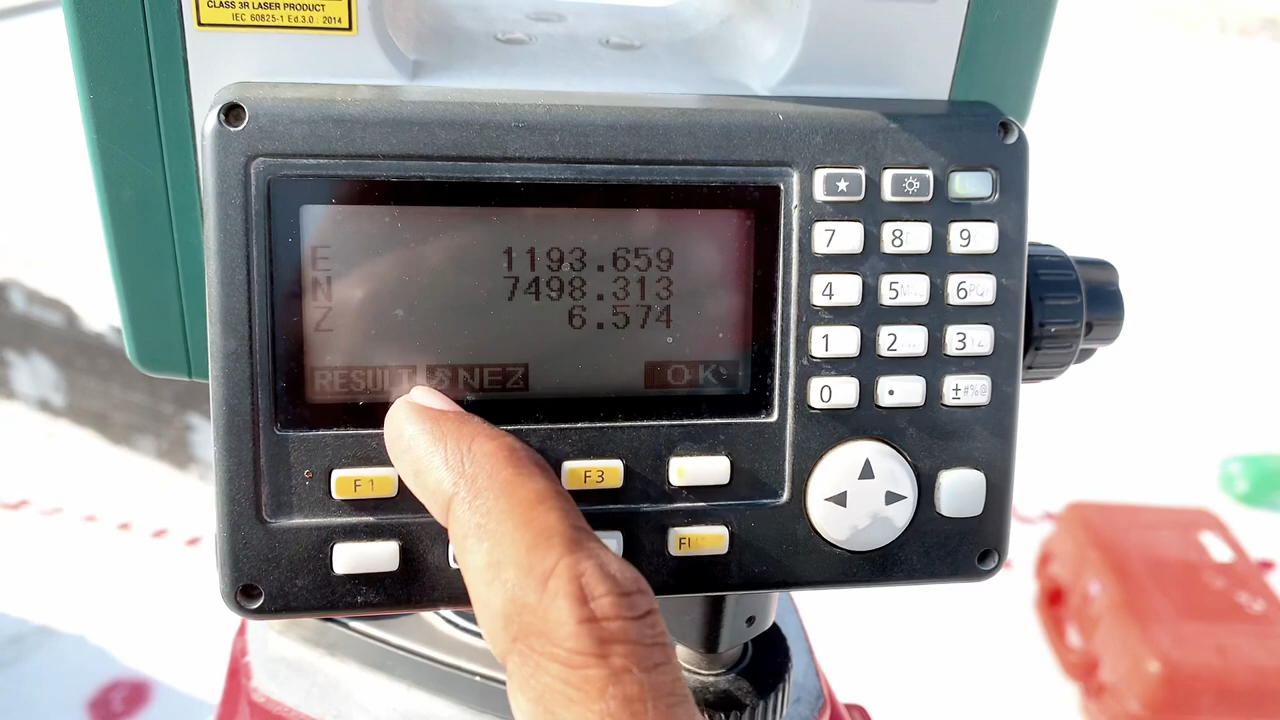 CLASS 3R LASER PRODUCT
IEC 60825-1 Ed.3.0 : 2014
E 1193.659
N 7498.313
Z 6.574
RESULT NEZ OK
7 8 9
4 5 6
1 2 3
0 . ±#%@
F1 F3